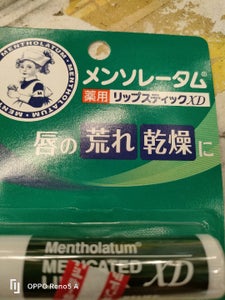 MENTHOLATUM
メンソレータム®
薬用 リップスティックXD
唇の 荒れ 乾燥に
Mentholatum®
MEDICATED
XD
OPPO Reno5 A